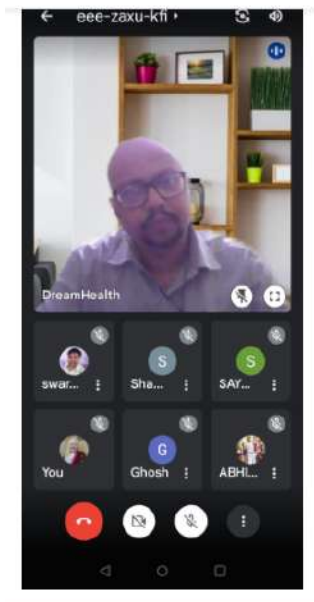 eee-zaxu-kfi
DreamHealth
swar...
Sha...
SAY...
S
S
You
Ghosh
ABHI...
G